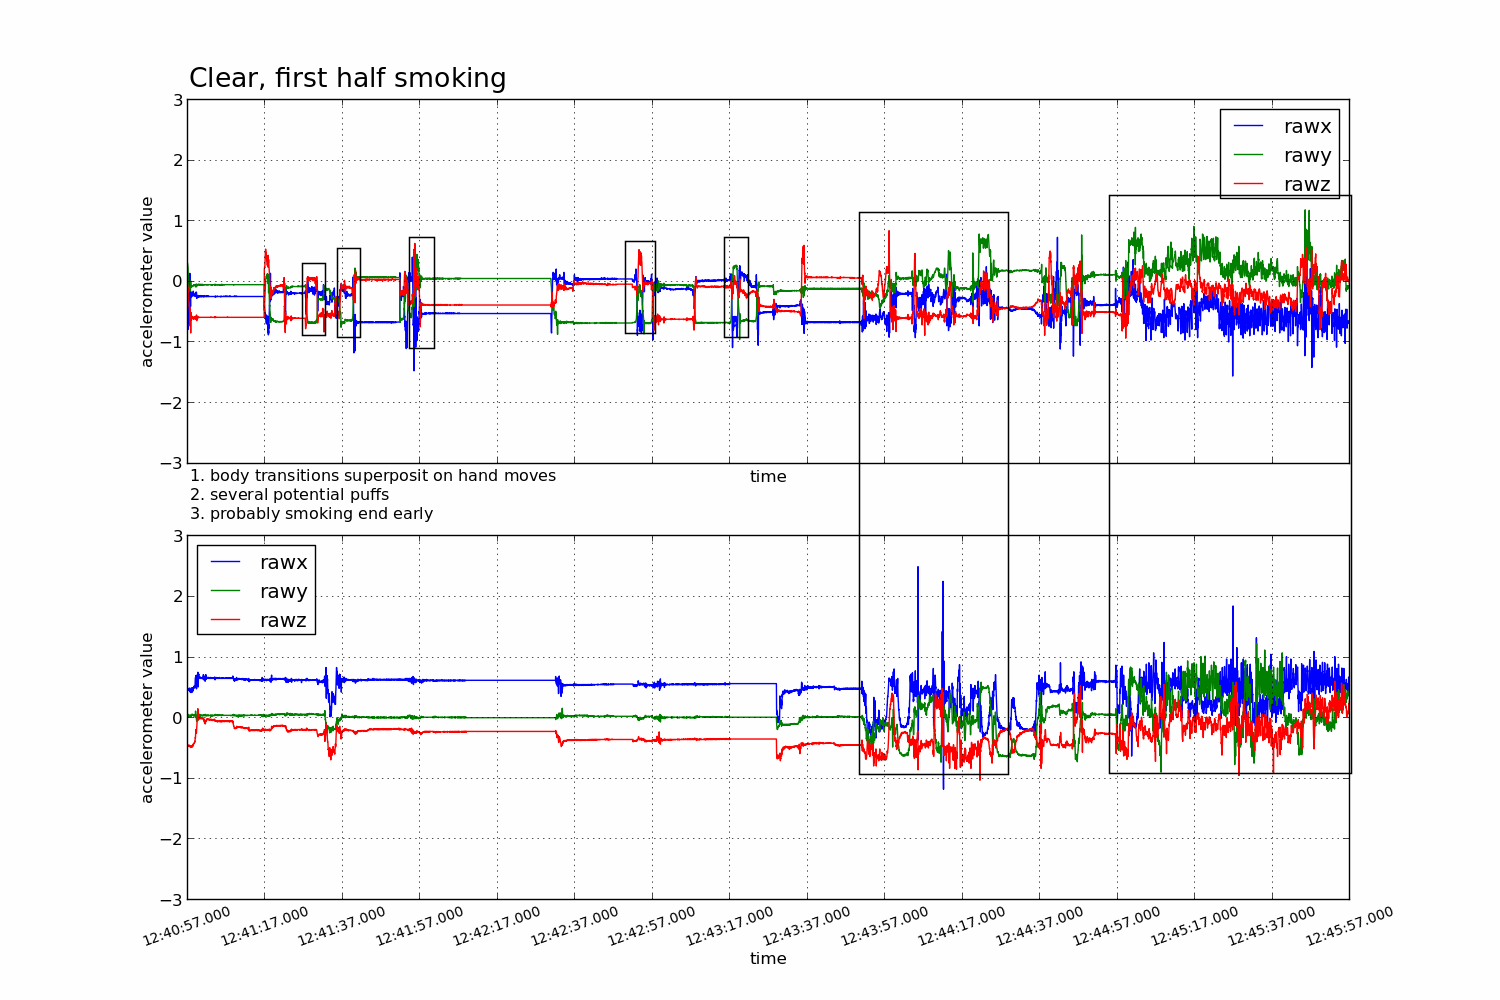 Clear, first half smoking
3
2
1
0
−1
−2
−3
accelerometer value
rawx
rawy
rawz
time
1. body transitions superposit on hand moves
2. several potential puffs
3. probably smoking end early
3
2
1
0
−1
−2
−3
accelerometer value
rawx
rawy
rawz
12:40:57.000
12:41:17.000
12:41:37.000
12:41:57.000
12:42:17.000
12:42:37.000
12:42:57.000
12:43:17.000
12:43:37.000
12:43:57.000
12:44:17.000
12:44:37.000
12:44:57.000
12:45:17.000
12:45:37.000
12:45:57.000
time